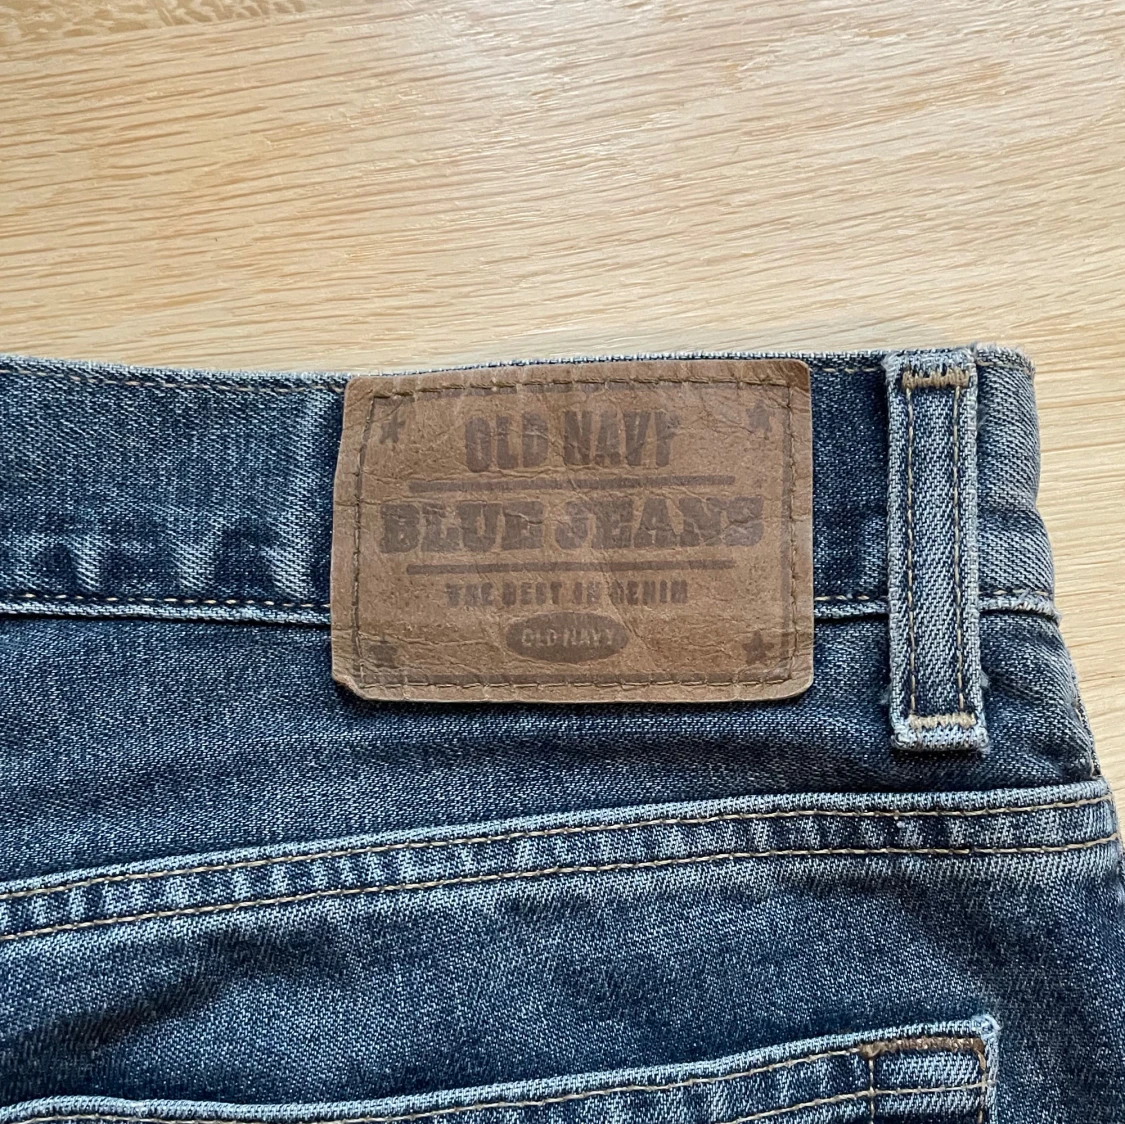 OLD NAVY
BLUE JEANS
THE BEST IN DENIM
OLD NAVY